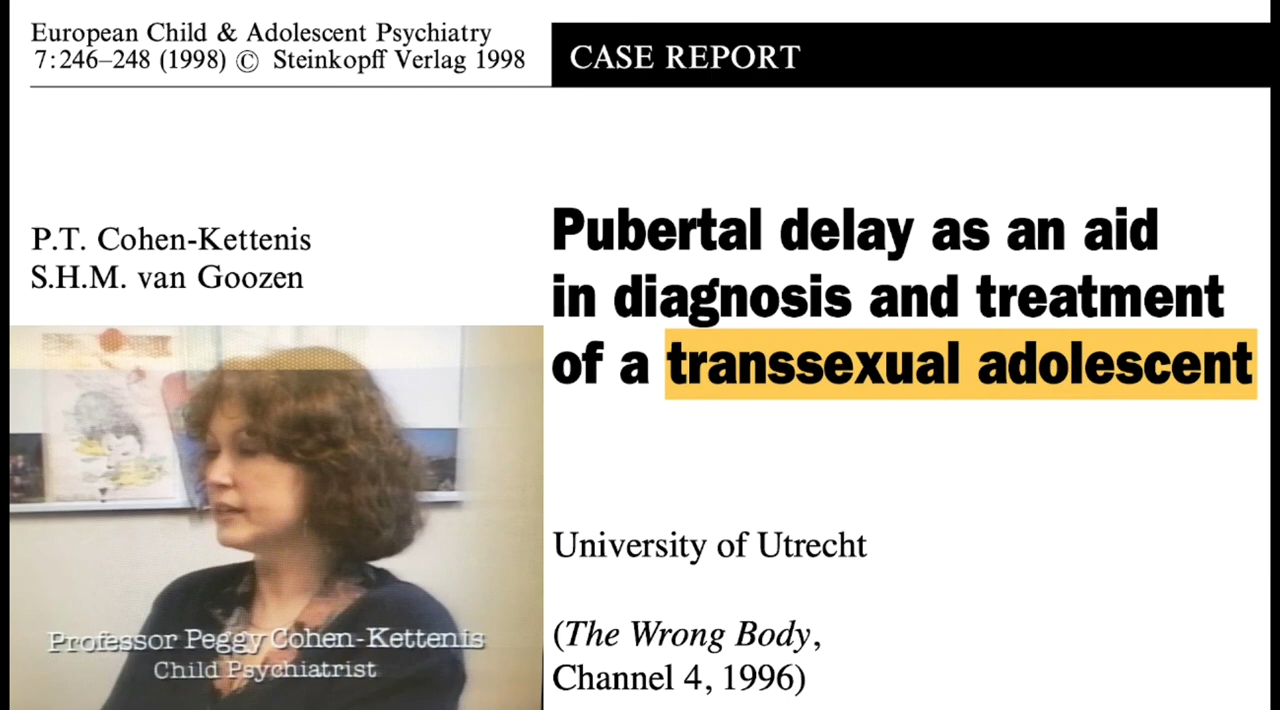 European Child & Adolescent Psychiatry
7:246–248 (1998) © Steinkopff Verlag 1998
CASE REPORT
P.T. Cohen-Kettenis
S.H.M. van Goozen
Pubertal delay as an aid
in diagnosis and treatment
of a transsexual adolescent
University of Utrecht
(The Wrong Body,
Channel 4, 1996)
Professor Peggy Cohen-Kettenis
Child Psychiatrist